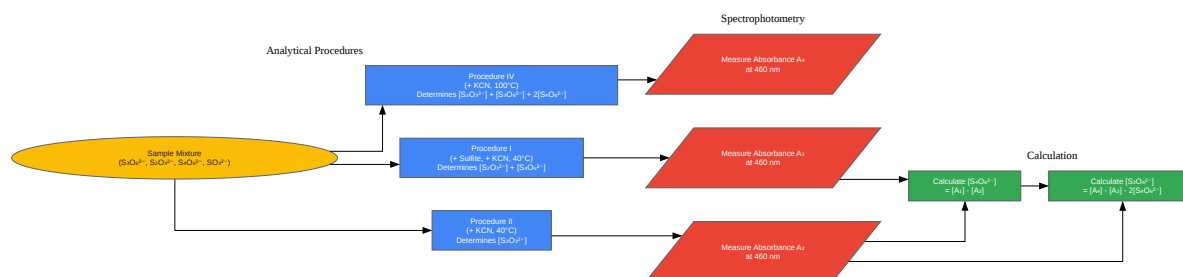 Spectrophotometry
Analytical Procedures
Measure Absorbance A₄
at 460 nm
Procedure IV
(+ KCN, 100°C)
Determines [S₂O₃²⁻] + [S₃O₆²⁻] + 2[S₄O₆²⁻]
Sample Mixture
(S₃O₆²⁻, S₂O₃²⁻, S₄O₆²⁻, SO₃²⁻)
Procedure I
(+ Sulfite, + KCN, 40°C)
Determines [S₂O₃²⁻] + [S₄O₆²⁻]
Measure Absorbance A₁
at 460 nm
Calculation
Calculate [S₄O₆²⁻]
= [A₁] - [A₂]
Calculate [S₃O₆²⁻]
= [A₄] - [A₂] - 2[S₄O₆²⁻]
Procedure II
(+ KCN, 40°C)
Determines [S₂O₃²⁻]
Measure Absorbance A₂
at 460 nm